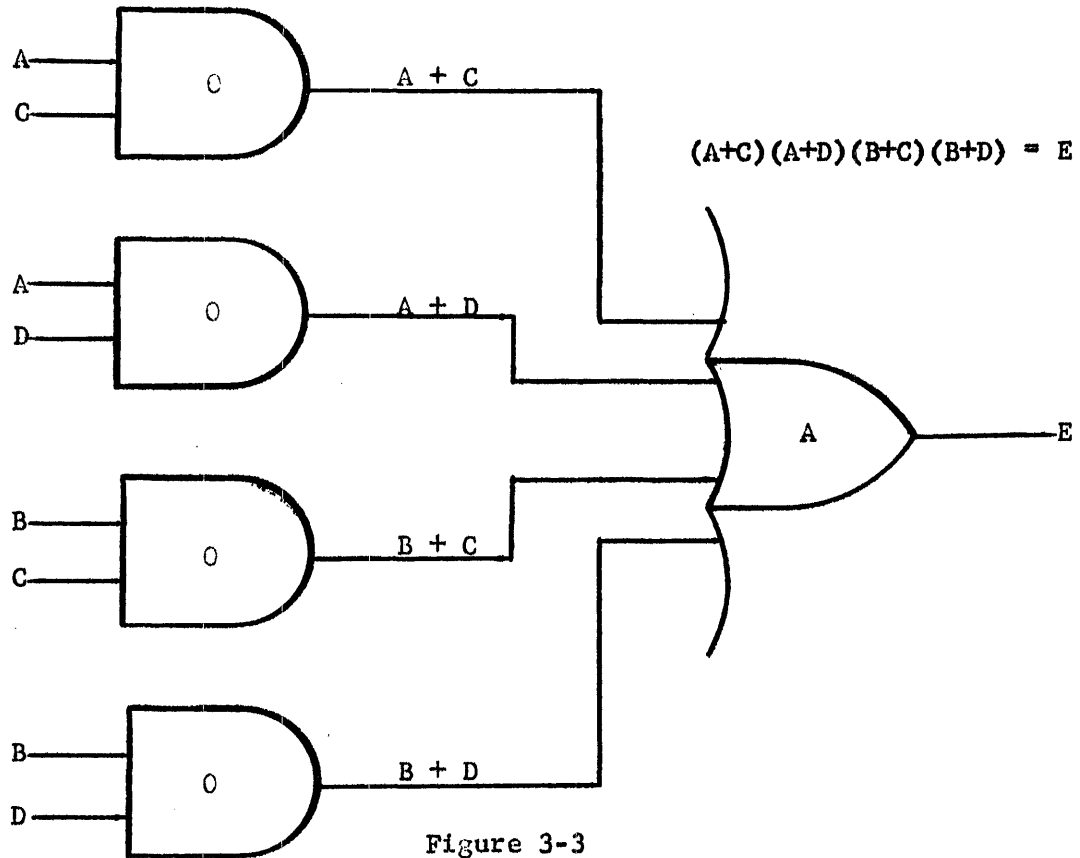 A
C
O
A + C
(A+C)(A+D)(B+C)(B+D) = E
A
D
O
A + D
A
E
B
C
O
B + C
B
D
O
B + D
Figure 3-3